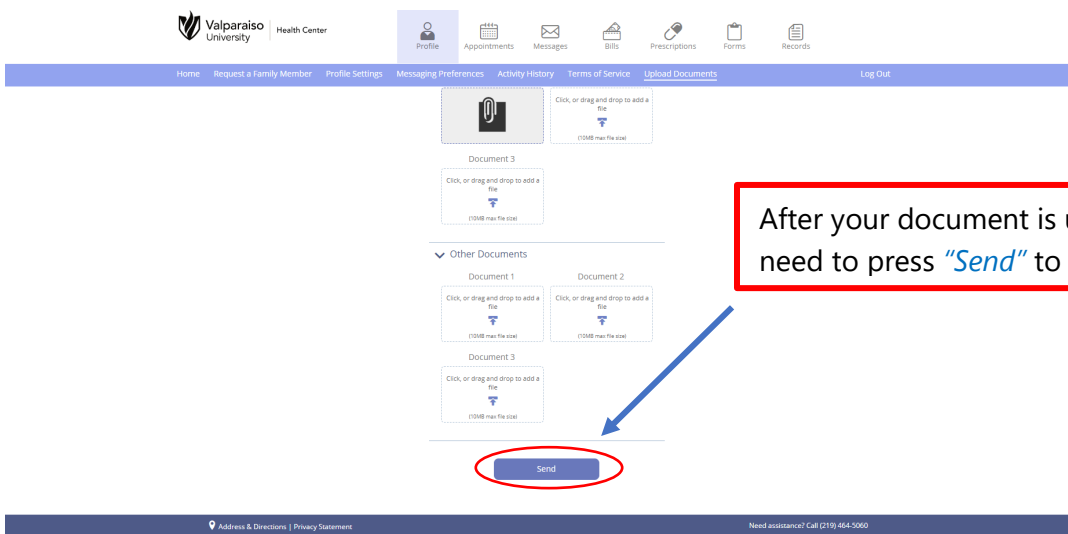 Valparaiso
University
Health Center
Profile
Appointments
Messages
Bills
Prescriptions
Forms
Records
Home Request a Family Member Profile Settings Messaging Preferences Activity History Terms of Service Upload Documents Log Out
Click, or drag and drop to add a
file
(10MB max file size)
Document 3
Click, or drag and drop to add a
file
(10MB max file size)
After your document is
need to press “Send” to
Other Documents
Document 1
Document 2
Click, or drag and drop to add a
file
(10MB max file size)
Click, or drag and drop to add a
file
(10MB max file size)
Document 3
Click, or drag and drop to add a
file
(10MB max file size)
Send
Address & Directions | Privacy Statement
Need assistance? Call (219) 464-5060